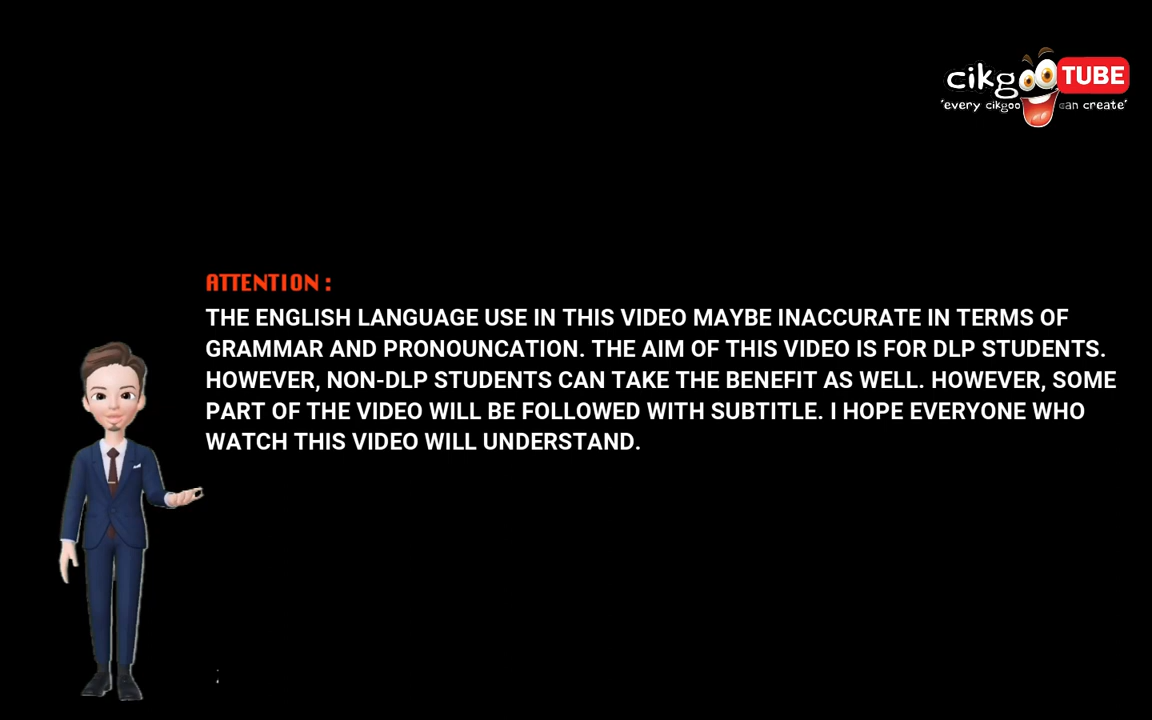 cikgoo TUBE
'every cikgoo can create'
ATTENTION :
THE ENGLISH LANGUAGE USE IN THIS VIDEO MAYBE INACCURATE IN TERMS OF
GRAMMAR AND PRONOUNCATION. THE AIM OF THIS VIDEO IS FOR DLP STUDENTS.
HOWEVER, NON-DLP STUDENTS CAN TAKE THE BENEFIT AS WELL. HOWEVER, SOME
PART OF THE VIDEO WILL BE FOLLOWED WITH SUBTITLE. I HOPE EVERYONE WHO
WATCH THIS VIDEO WILL UNDERSTAND.